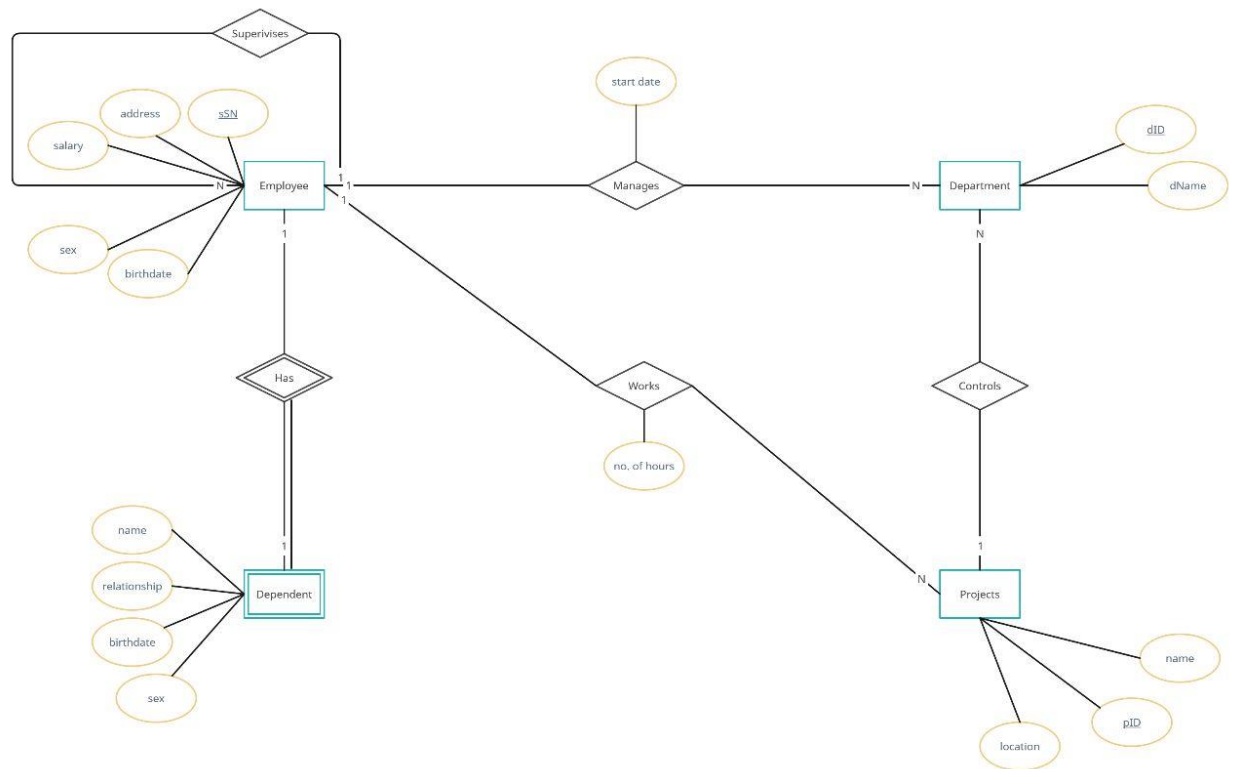 Superivises
start date
address
sSN
salary
dID
1
N
Employee
1
Manages
N
Department
dName
1
1
N
sex
birthdate
Has
Works
Controls
no. of hours
name
1
N
1
relationship
Dependent
Projects
birthdate
name
sex
pID
location